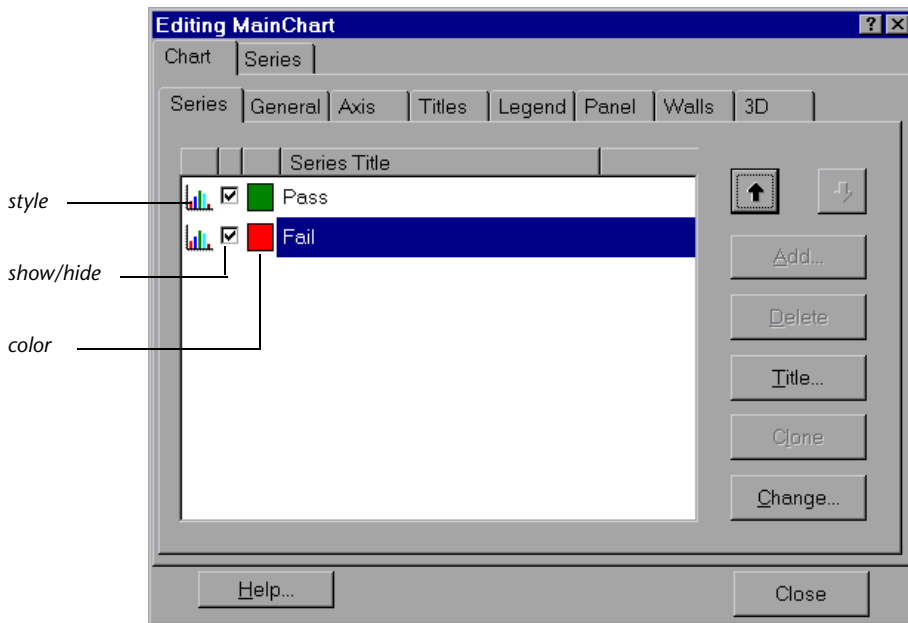 Editing MainChart
Chart Series
Series General Axis Titles Legend Panel Walls 3D
Series Title
style
Pass
Fail
show/hide
color
Add...
Delete
Title...
Clone
Change...
Help...
Close